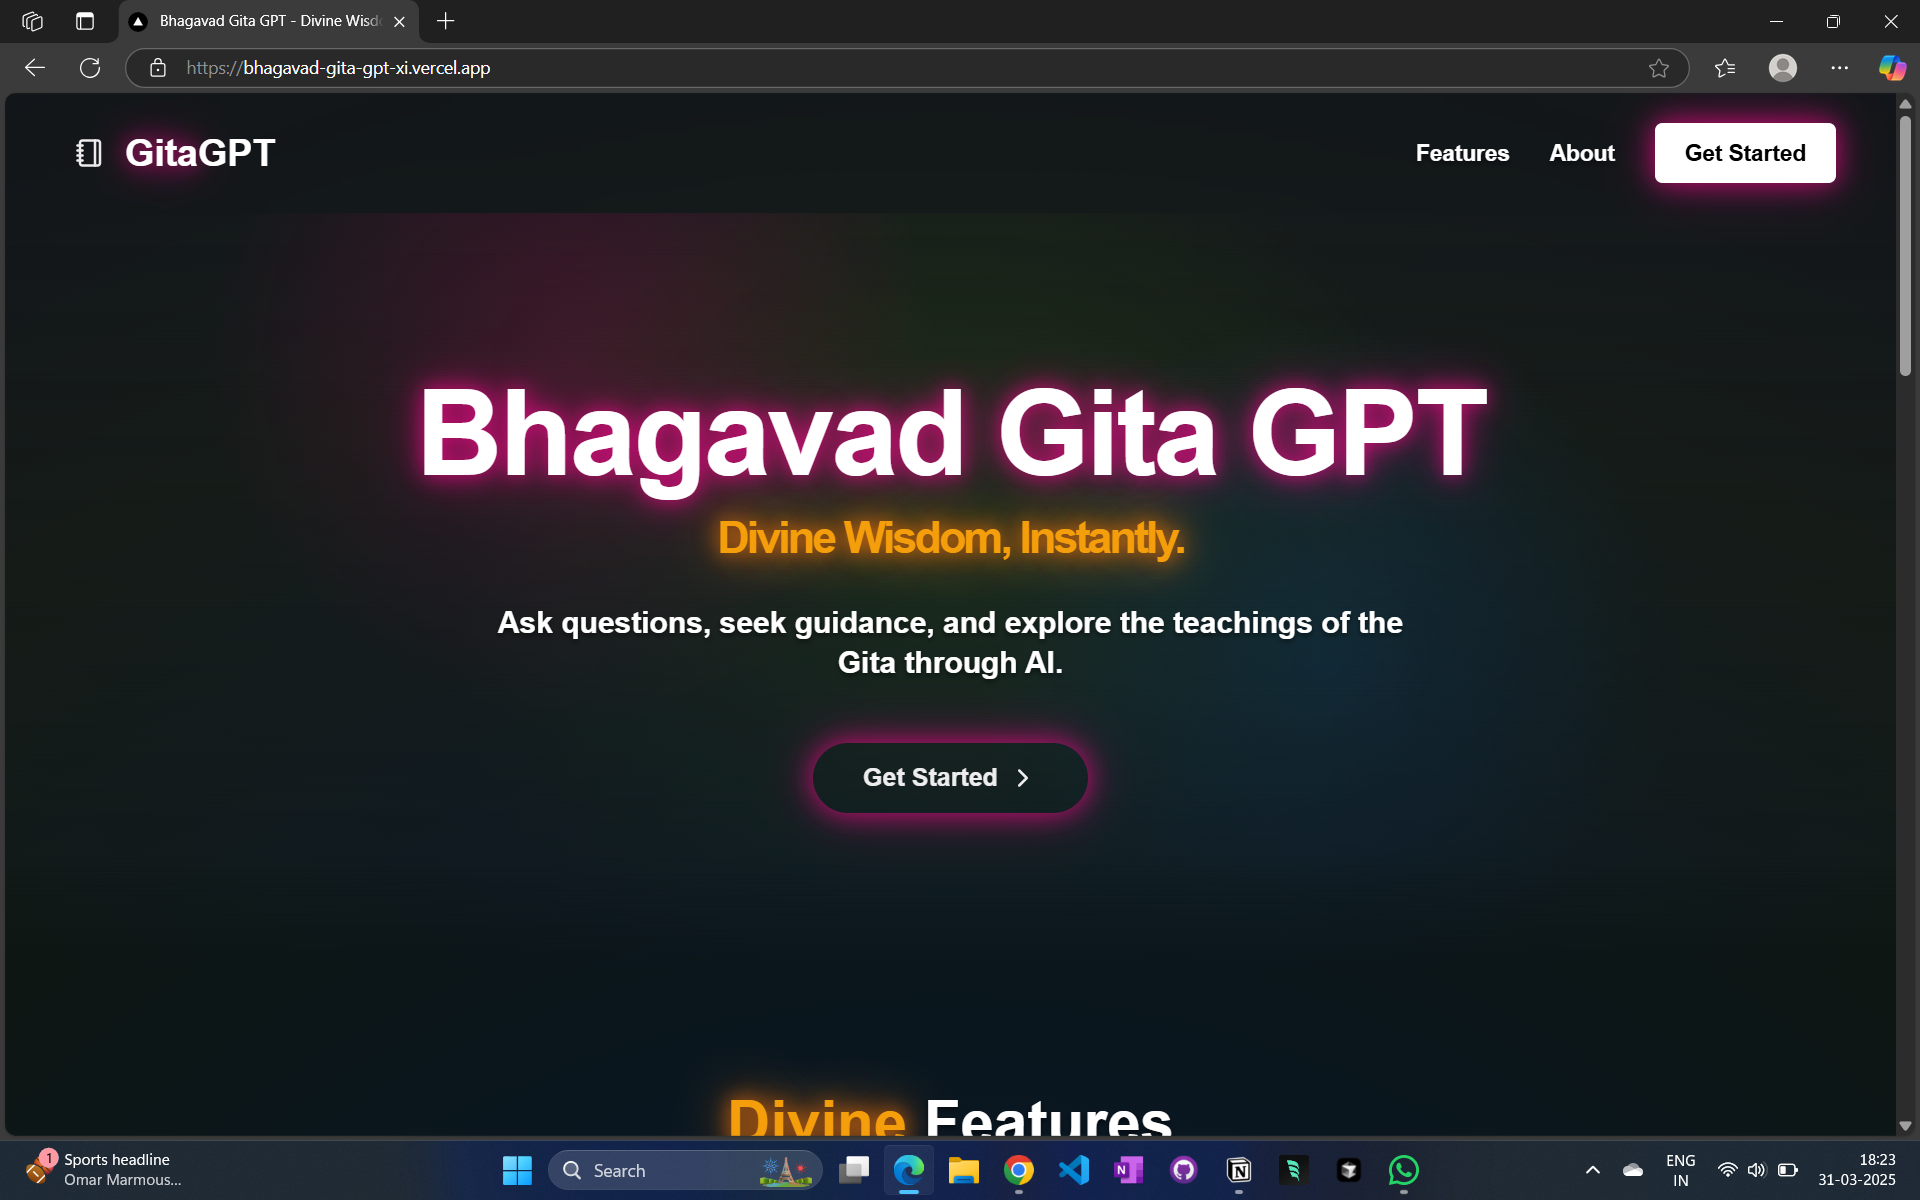 Bhagavad Gita GPT - Divine Wisd
https://bhagavad-gita-gpt-xi.vercel.app
GitaGPT
Features
About
Get Started
Bhagavad Gita GPT
Divine Wisdom, Instantly.
Ask questions, seek guidance, and explore the teachings of the
Gita through AI.
Get Started
Divine Features
1
Sports headline
Omar Marmous...
Search
ENG
IN
18:23
31-03-2025